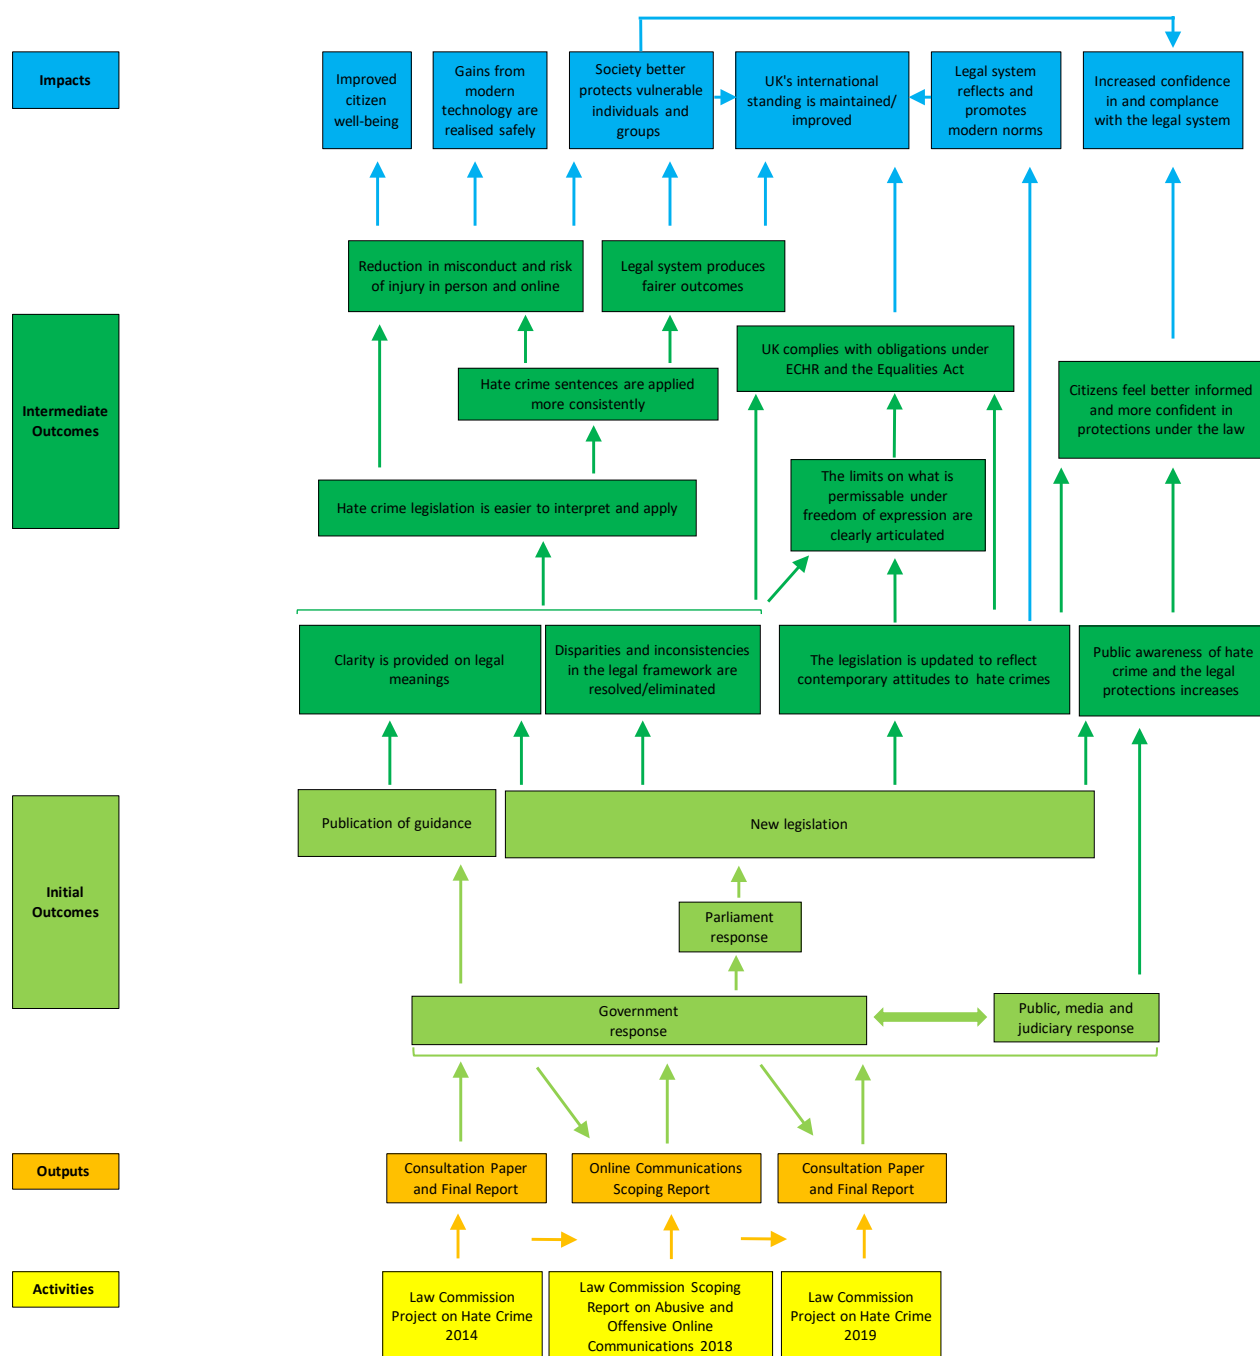 Impacts
Improved
citizen
well-being
Gains from
modern
technology are
realised safely
Society better
protects vulnerable
individuals and
groups
UK's international
standing is maintained/
improved
Legal system
reflects and
promotes
modern norms
Increased confidence
in and complance
with the legal system
Reduction in misconduct and risk
of injury in person and online
Legal system produces
fairer outcomes
Intermediate
Outcomes
UK complies with obligations under
ECHR and the Equalities Act
Hate crime sentences are applied
more consistently
Citizens feel better informed
and more confident in
protections under the law
Hate crime legislation is easier to interpret and apply
The limits on what is
permissable under
freedom of expression are
clearly articulated
Clarity is provided on legal
meanings
Disparities and inconsistencies
in the legal framework are
resolved/eliminated
The legislation is updated to reflect
contemporary attitudes to hate crimes
Public awareness of hate
crime and the legal
protections increases
Initial
Outcomes
Publication of guidance
New legislation
Parliament
response
Government
response
Public, media and
judiciary response
Outputs
Consultation Paper
and Final Report
Online Communications
Scoping Report
Consultation Paper
and Final Report
Activities
Law Commission
Project on Hate Crime
2014
Law Commission Scoping
Report on Abusive and
Offensive Online
Communications 2018
Law Commission
Project on Hate Crime
2019